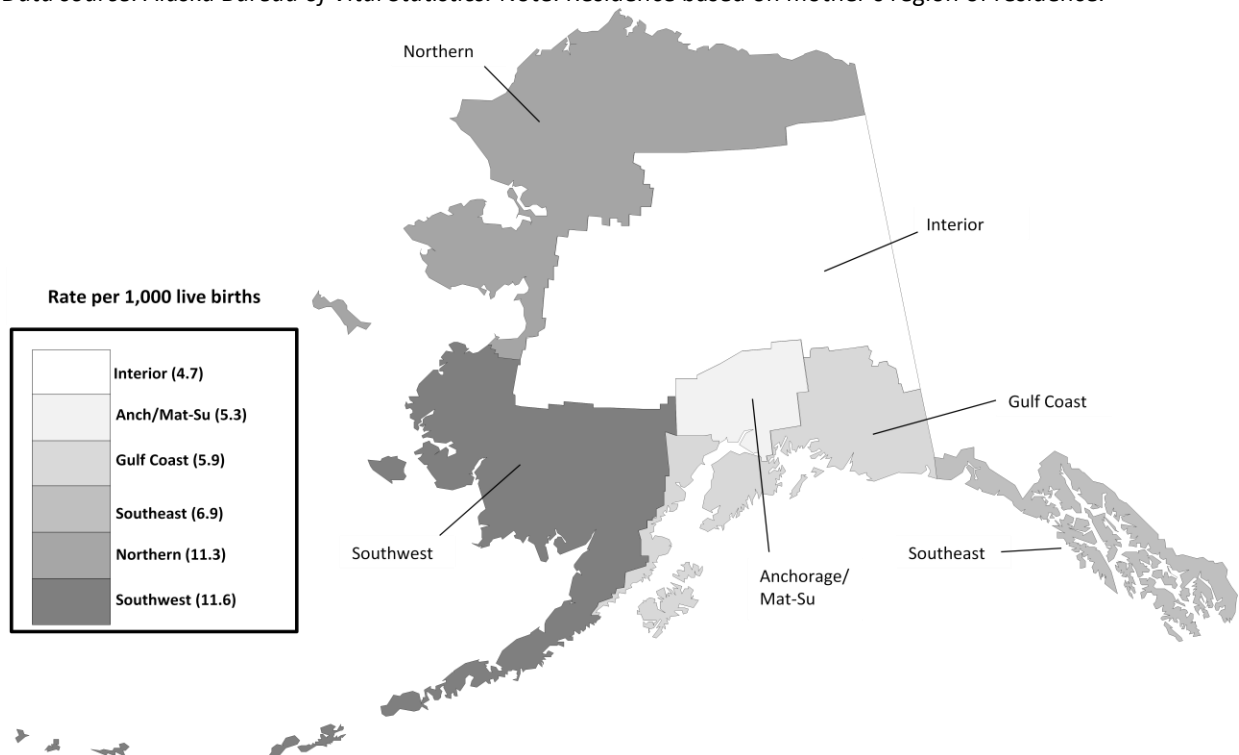 Data source: Alaska Bureau of Vital Statistics. Note: Residence based on mother's region of residence.
Northern
Interior
Rate per 1,000 live births
Interior (4.7)
Anch/Mat-Su (5.3)
Gulf Coast (5.9)
Southeast (6.9)
Northern (11.3)
Southwest (11.6)
Gulf Coast
Southwest
Southeast
Anchorage/
Mat-Su